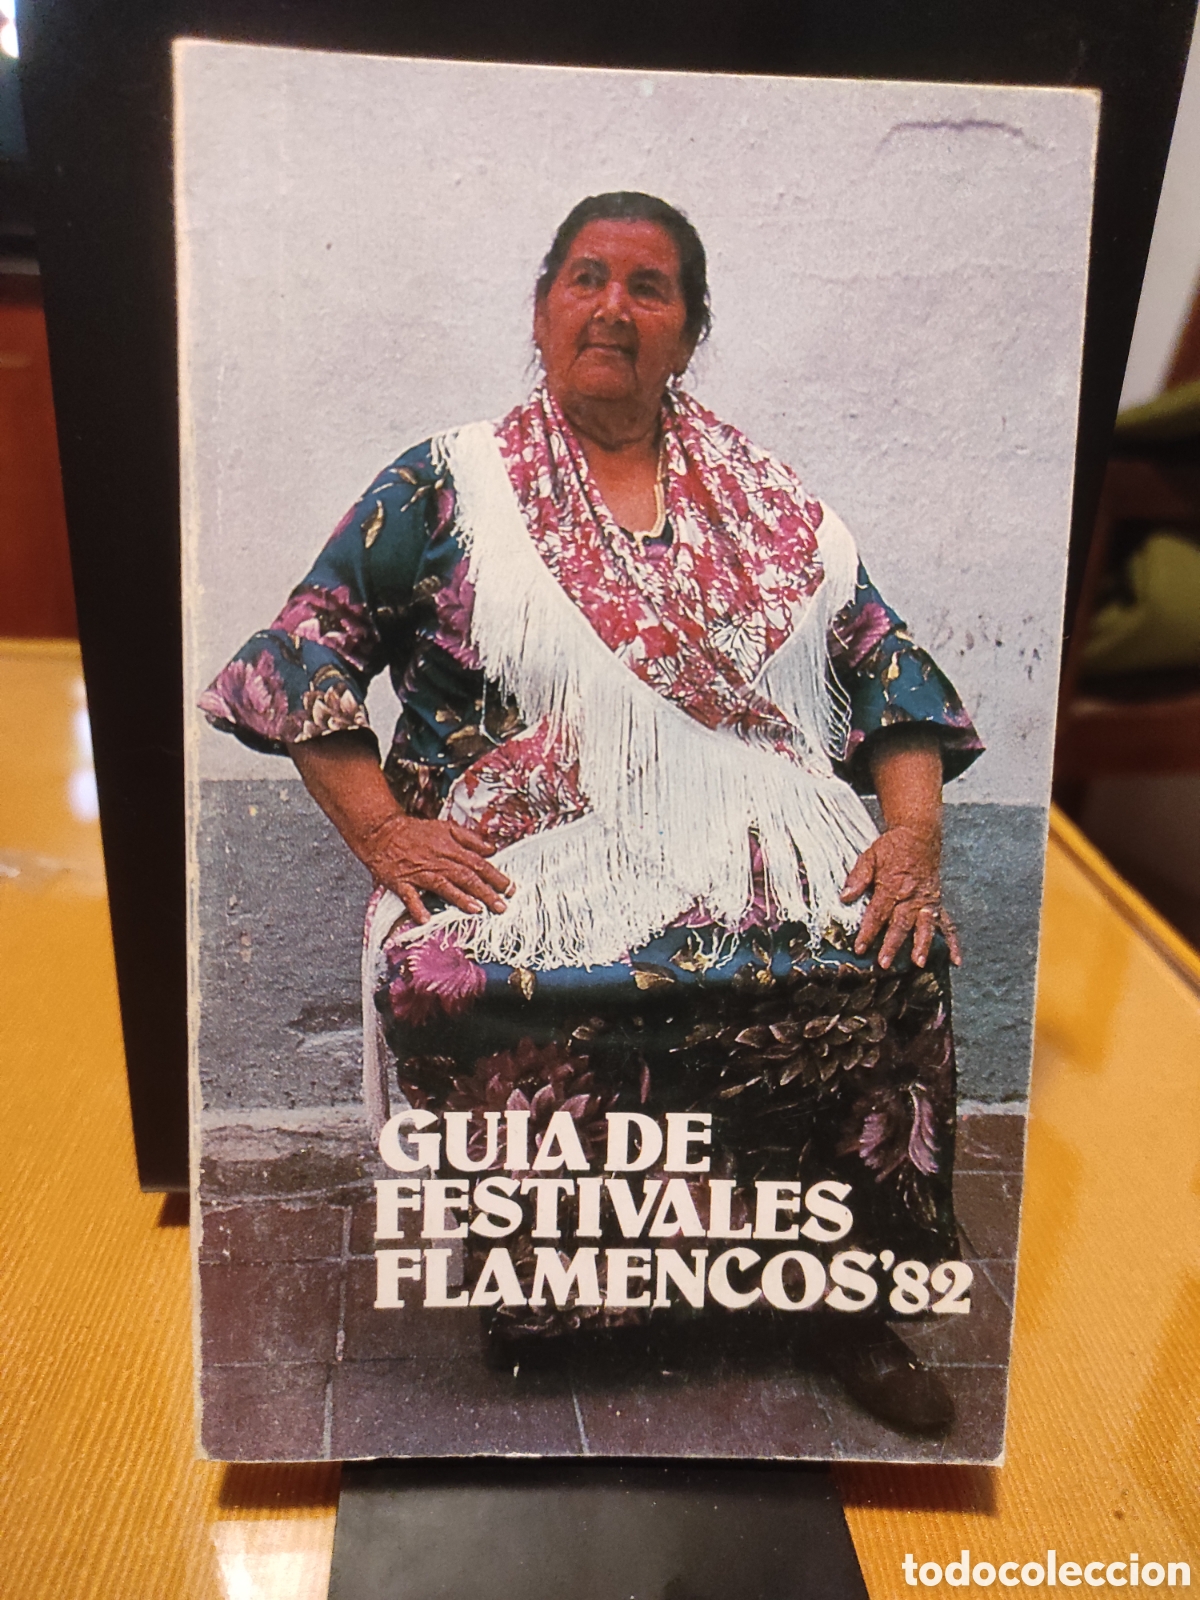 GUIA DE
FESTIVALES
FLAMENCOS'82
todocoleccion